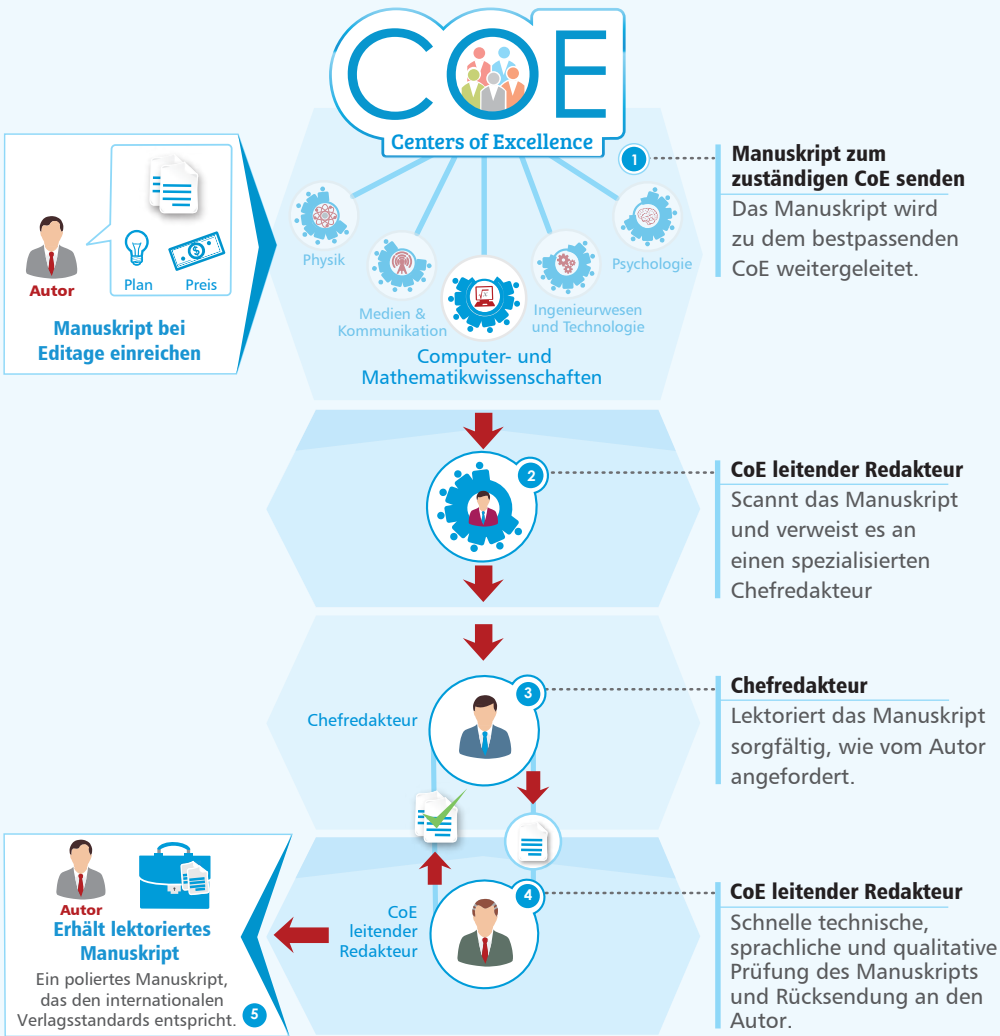 COE
Centers of Excellence
Autor
Plan
Preis
Manuskript bei
Editage einreichen
Physik
Medien &
Kommunikation
Computer- und
Mathematikwissenschaften
Ingenieurwesen
und Technologie
Psychologie
1
Manuskript zum
zuständigen CoE senden
Das Manuskript wird
zu dem bestpassenden
CoE weitergeleitet.
2
CoE leitender Redakteur
Scannt das Manuskript
und verweist es an
einen spezialisierten
Chefredakteur
Chefredakteur
3
Chefredakteur
Lektoriert das Manuskript
sorgfältig, wie vom Autor
angefordert.
CoE
leitender
Redakteur
4
CoE leitender Redakteur
Schnelle technische,
sprachliche und qualitative
Prüfung des Manuskripts
und Rücksendung an den
Autor.
Autor
Erhält lektoriertes
Manuskript
Ein poliertes Manuskript,
das den internationalen
Verlagsstandards entspricht.
5